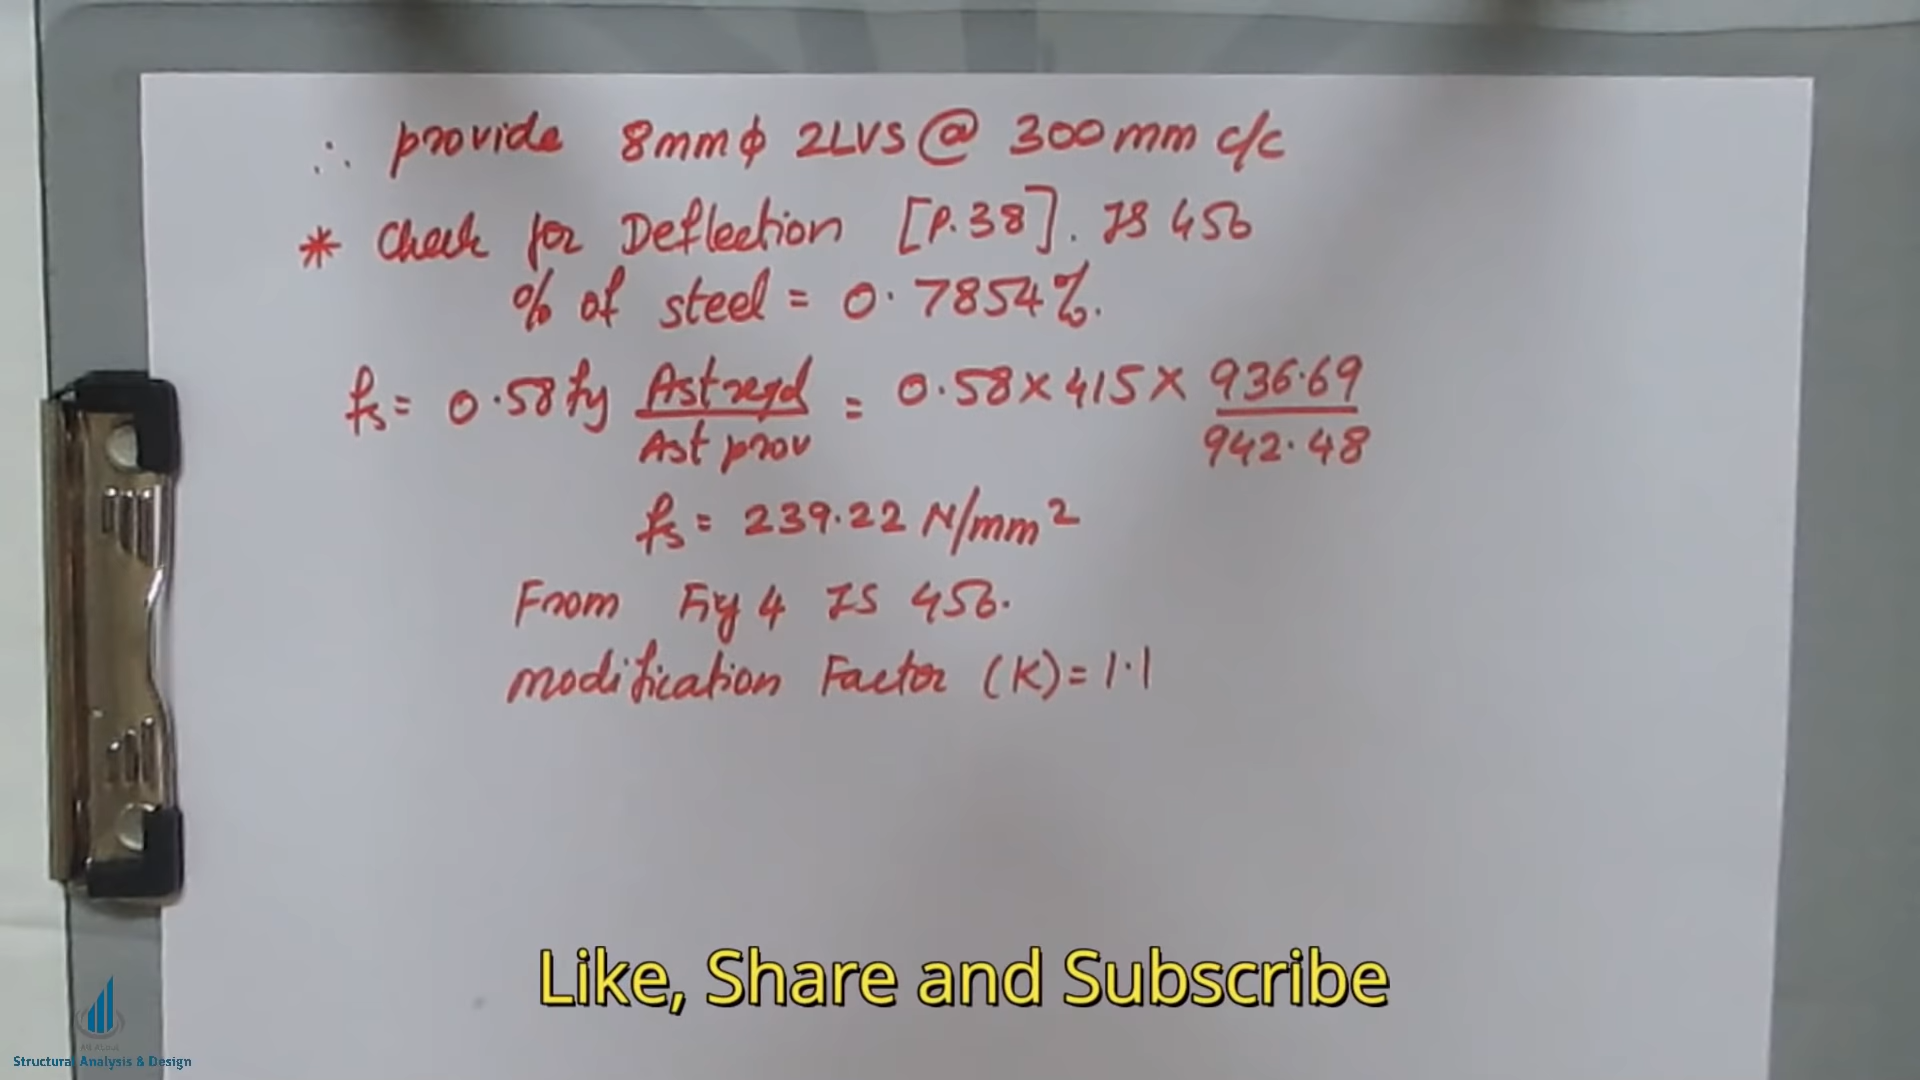 ∴ provide 8mmϕ 2LVS @ 300mm c/c
* Check for Deflection [P.38]. IS 456
% of steel = 0.7854%.
fs = 0.58 fy Ast reqd / Ast prov = 0.58 × 415 × 936.69 / 942.48
fs = 239.22 N/mm²
From Fig 4 IS 456.
modification Factor (K) = 1.1
Like, Share and Subscribe
Structural Analysis & Design